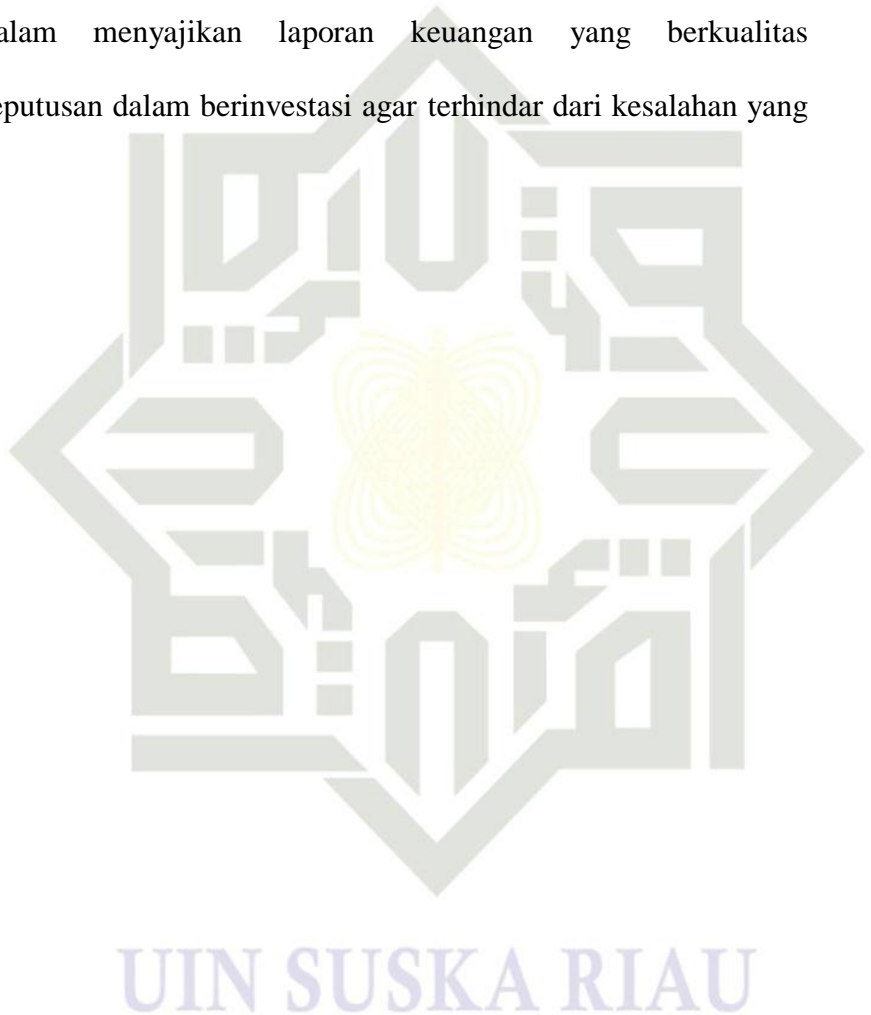 alam menyajikan laporan keuangan yang berkualitas
eputusan dalam berinvestasi agar terhindar dari kesalahan yang
UIN SUSKA RIAU